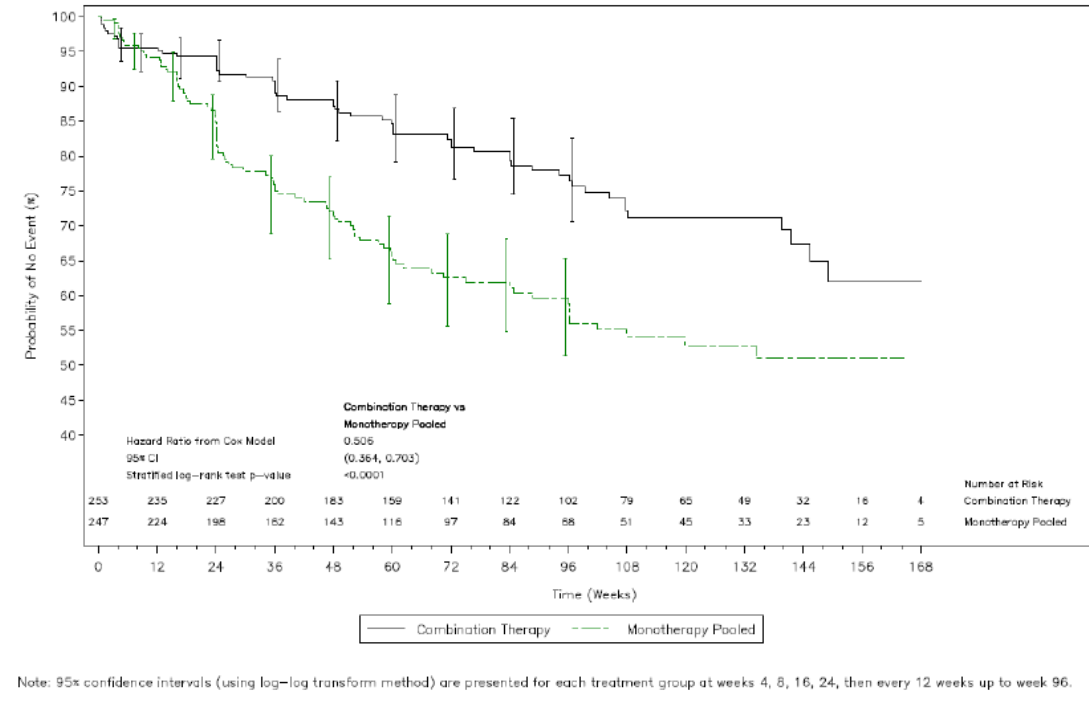 100
95
90
85
80
75
70
65
60
55
50
45
40
Probability of No Event (%)
Combination Therapy vs
Monotherapy Pooled
Hazard Ratio from Cox Model 0.506
95% CI (0.364, 0.703)
Stratified log-rank test p-value <0.0001
Number at Risk
253 235 227 200 183 159 141 122 102 79 65 49 32 16 4 Combination Therapy
247 224 198 162 143 116 97 84 68 51 45 33 23 12 5 Monotherapy Pooled
0 12 24 36 48 60 72 84 96 108 120 132 144 156 168
Time (Weeks)
Combination Therapy Monotherapy Pooled
Note: 95% confidence intervals (using log-log transform method) are presented for each treatment group at weeks 4, 8, 16, 24, then every 12 weeks up to week 96.